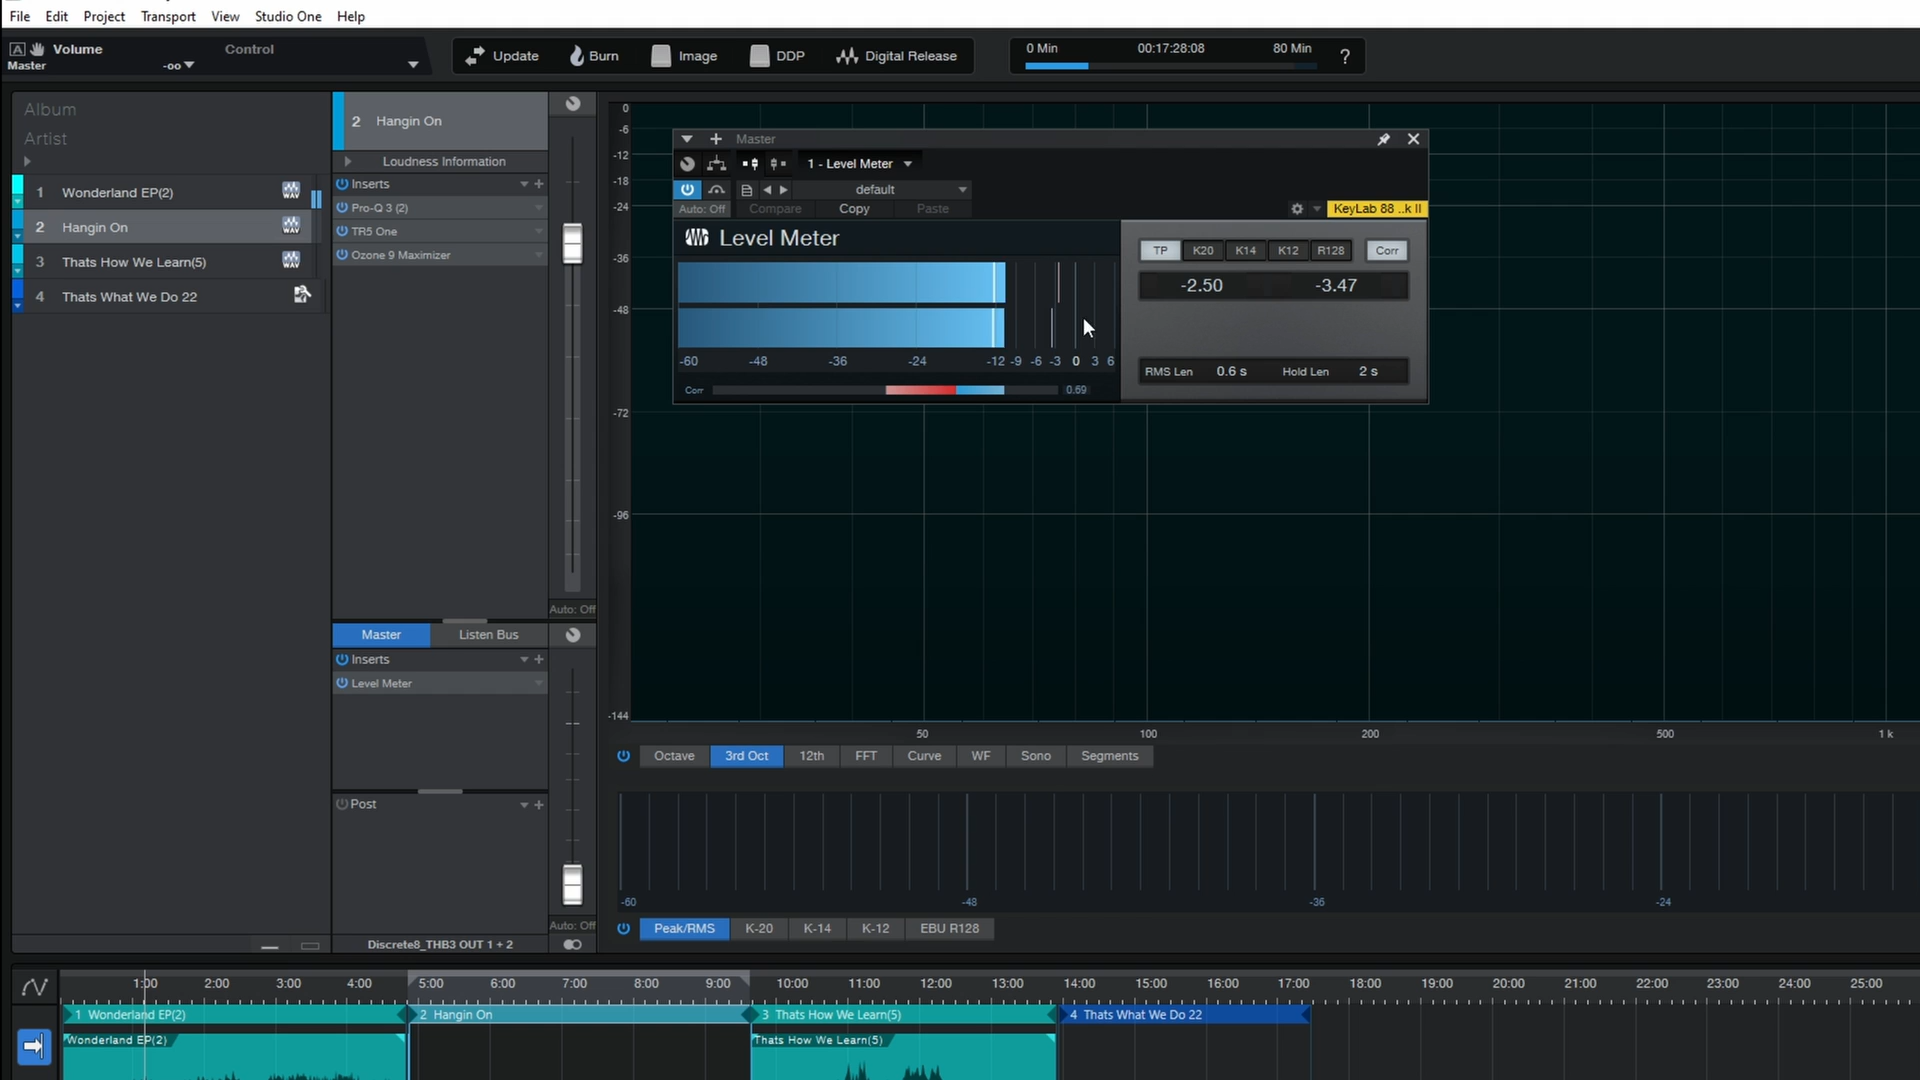 File Edit Project Transport View Studio One Help
A Volume Control
Master -oo
Update Burn Image DDP Digital Release
0 Min 00:17:28:08 80 Min ?
Album
Artist
1 Wonderland EP(2)
2 Hangin On
3 Thats How We Learn(5)
4 Thats What We Do 22
2 Hangin On
Loudness Information
Inserts
Pro-Q 3 (2)
TR5 One
Ozone 9 Maximizer
Auto: Off
Master Listen Bus
Inserts
Level Meter
Post
Auto: Off
Discrete8_THB3 OUT 1 + 2
0
-6
-12
-18
-24
-36
-48
-72
-96
-144
Master
1 - Level Meter
default
Auto: Off Compare Copy Paste
KeyLab 88 ..k II
Level Meter
-60 -48 -36 -24 -12 -9 -6 -3 0 3 6
Corr 0.69
TP K20 K14 K12 R128 Corr
-2.50 -3.47
RMS Len 0.6 s Hold Len 2 s
50 100 200 500 1 k
Octave 3rd Oct 12th FFT Curve WF Sono Segments
-60 -48 -36 -24
Peak/RMS K-20 K-14 K-12 EBU R128
1:00 2:00 3:00 4:00 5:00 6:00 7:00 8:00 9:00 10:00 11:00 12:00 13:00 14:00 15:00 16:00 17:00 18:00 19:00 20:00 21:00 22:00 23:00 24:00 25:00
1 Wonderland EP(2) 2 Hangin On 3 Thats How We Learn(5) 4 Thats What We Do 22
Wonderland EP(2) Thats How We Learn(5)